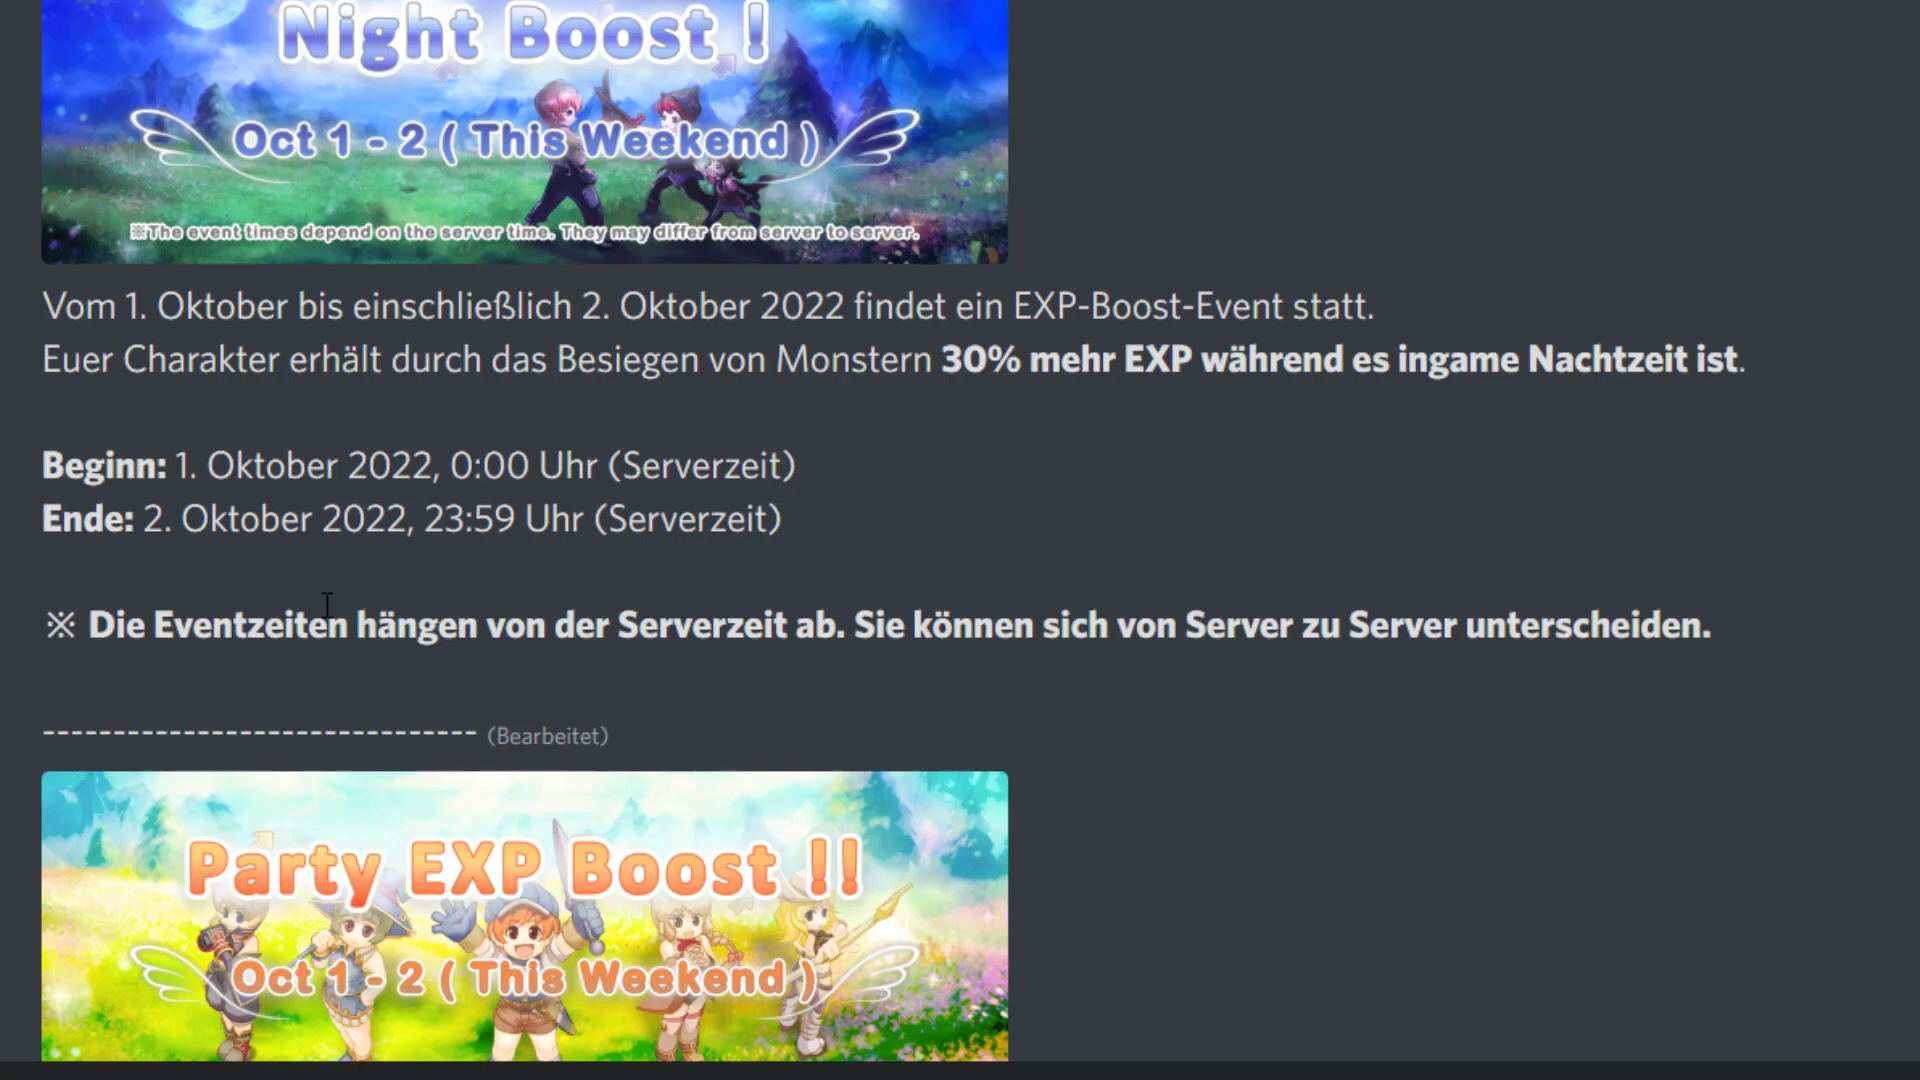 Night Boost !
Oct 1 - 2 ( This Weekend )
※The event times depend on the server time. They may differ from server to server.
Vom 1. Oktober bis einschließlich 2. Oktober 2022 findet ein EXP-Boost-Event statt.
Euer Charakter erhält durch das Besiegen von Monstern 30% mehr EXP während es ingame Nachtzeit ist.
Beginn: 1. Oktober 2022, 0:00 Uhr (Serverzeit)
Ende: 2. Oktober 2022, 23:59 Uhr (Serverzeit)
※ Die Eventzeiten hängen von der Serverzeit ab. Sie können sich von Server zu Server unterscheiden.
------------------------------- (Bearbeitet)
Party EXP Boost !!
Oct 1 - 2 ( This Weekend )